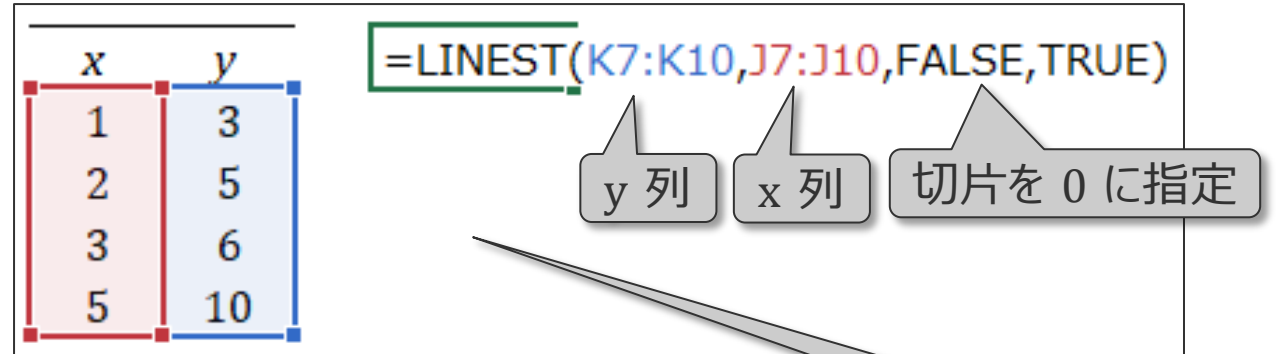 x y
1 3
2 5
3 6
5 10
=LINEST(K7:K10,J7:J10,FALSE,TRUE)
y 列
x 列
切片を 0 に指定